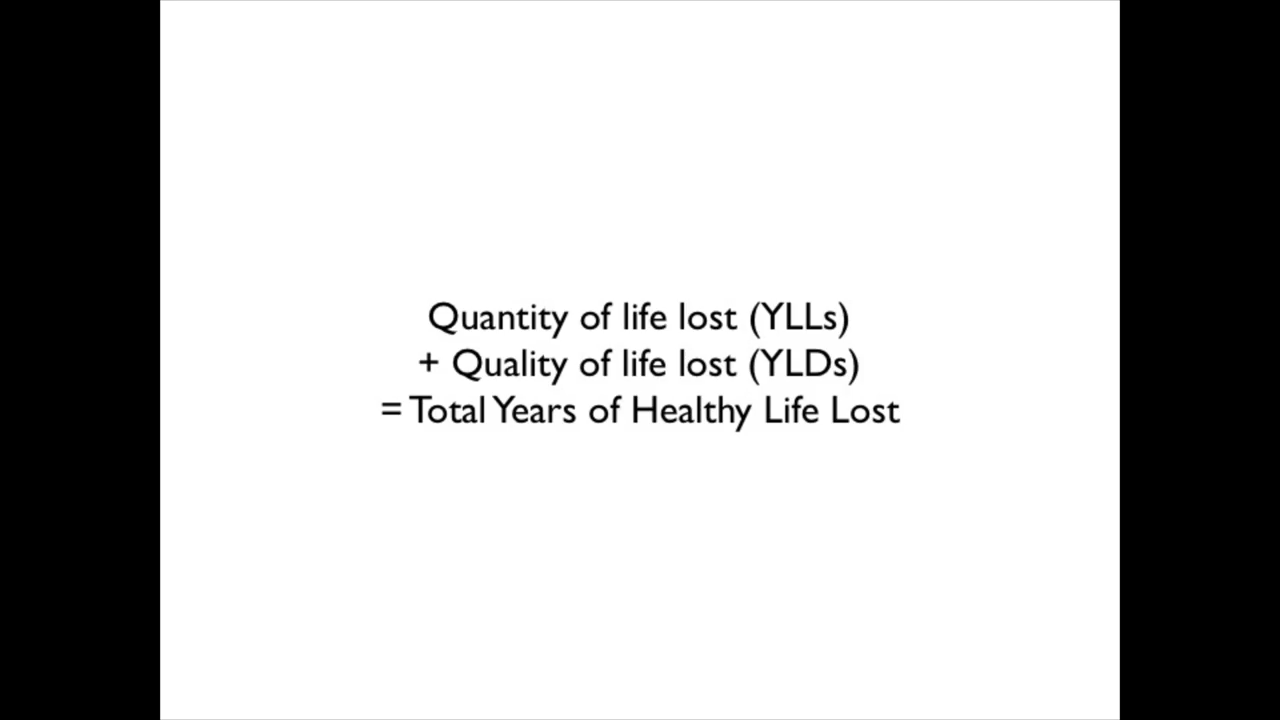 Quantity of life lost (YLLs)
+ Quality of life lost (YLDs)
= Total Years of Healthy Life Lost